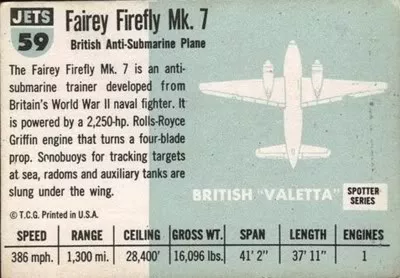 JETS
59
Fairey Firefly Mk. 7
British Anti-Submarine Plane
The Fairey Firefly Mk. 7 is an anti-
submarine trainer developed from
Britain's World War II naval fighter. It
is powered by a 2,250-hp. Rolls-Royce
Griffin engine that turns a four-blade
prop. Sonobuoys for tracking targets
at sea, radoms and auxiliary tanks are
slung under the wing.
© T.C.G. Printed in U.S.A.
BRITISH "VALETTA"
SPOTTER
SERIES
SPEED RANGE CEILING GROSS WT. SPAN LENGTH ENGINES
386 mph. 1,300 mi. 28,400' 16,096 lbs. 41' 2" 37' 11" 1